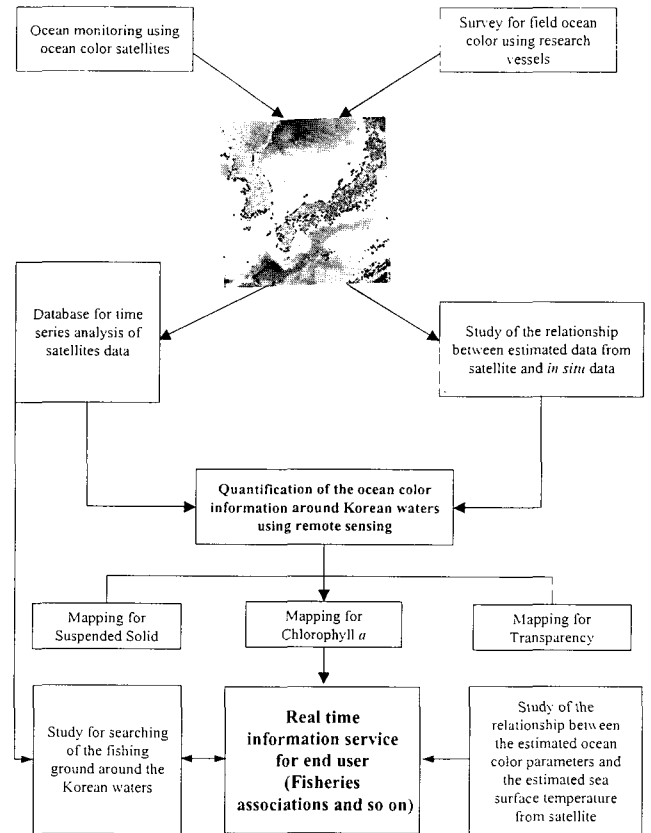 Ocean monitoring using
ocean color satellites
Survey for field ocean
color using research
vessels
Database for time
series analysis of
satellites data
Study of the relationship
between estimated data from
satellite and in situ data
Quantification of the ocean color
information around Korean waters
using remote sensing
Mapping for
Suspended Solid
Mapping for
Chlorophyll a
Mapping for
Transparency
Study for searching
of the fishing
ground around the
Korean waters
Real time
information service
for end user
(Fisheries
associations and so on)
Study of the
relationship between
the estimated ocean
color parameters and
the estimated sea
surface temperature
from satellite